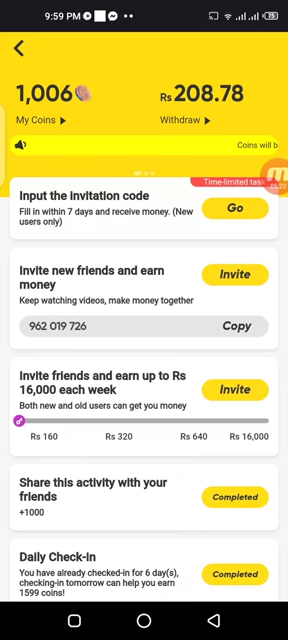 9:59 PM
75
1,006
Rs 208.78
My Coins
Withdraw
Coins will b
Time-limited task
05:22
Input the invitation code
Fill in within 7 days and receive money. (New users only)
Go
Invite new friends and earn money
Keep watching videos, make money together
Invite
962 019 726
Copy
Invite friends and earn up to Rs 16,000 each week
Both new and old users can get you money
Invite
Rs 160
Rs 320
Rs 640
Rs 16,000
Share this activity with your friends
+1000
Completed
Daily Check-in
You have already checked-in for 6 day(s), checking-in tomorrow can help you earn 1599 coins!
Completed